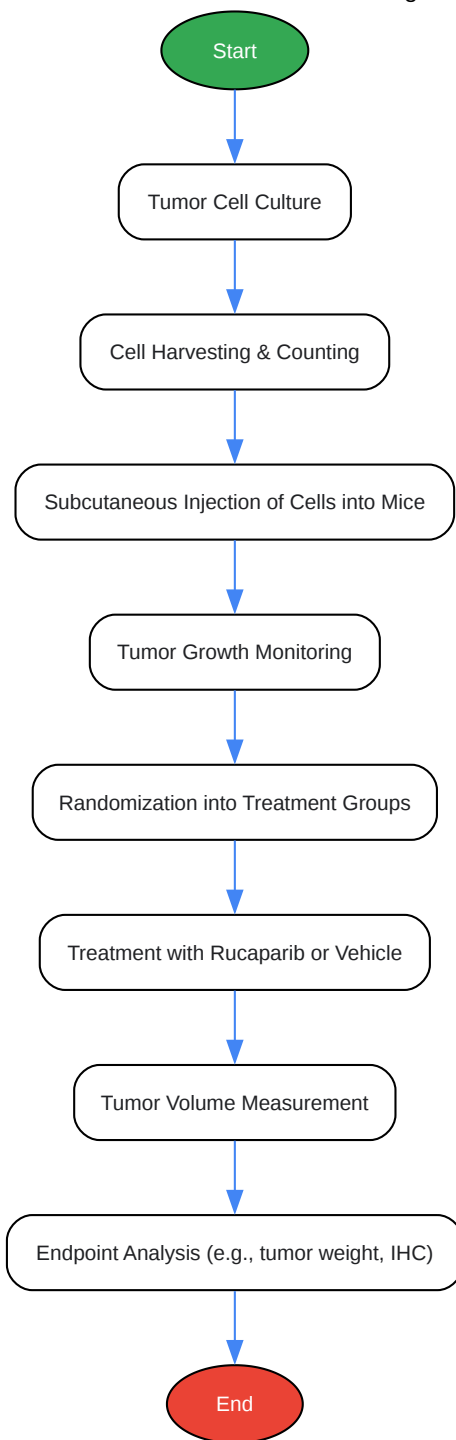 Start
Tumor Cell Culture
Cell Harvesting & Counting
Subcutaneous Injection of Cells into Mice
Tumor Growth Monitoring
Randomization into Treatment Groups
Treatment with Rucaparib or Vehicle
Tumor Volume Measurement
Endpoint Analysis (e.g., tumor weight, IHC)
End